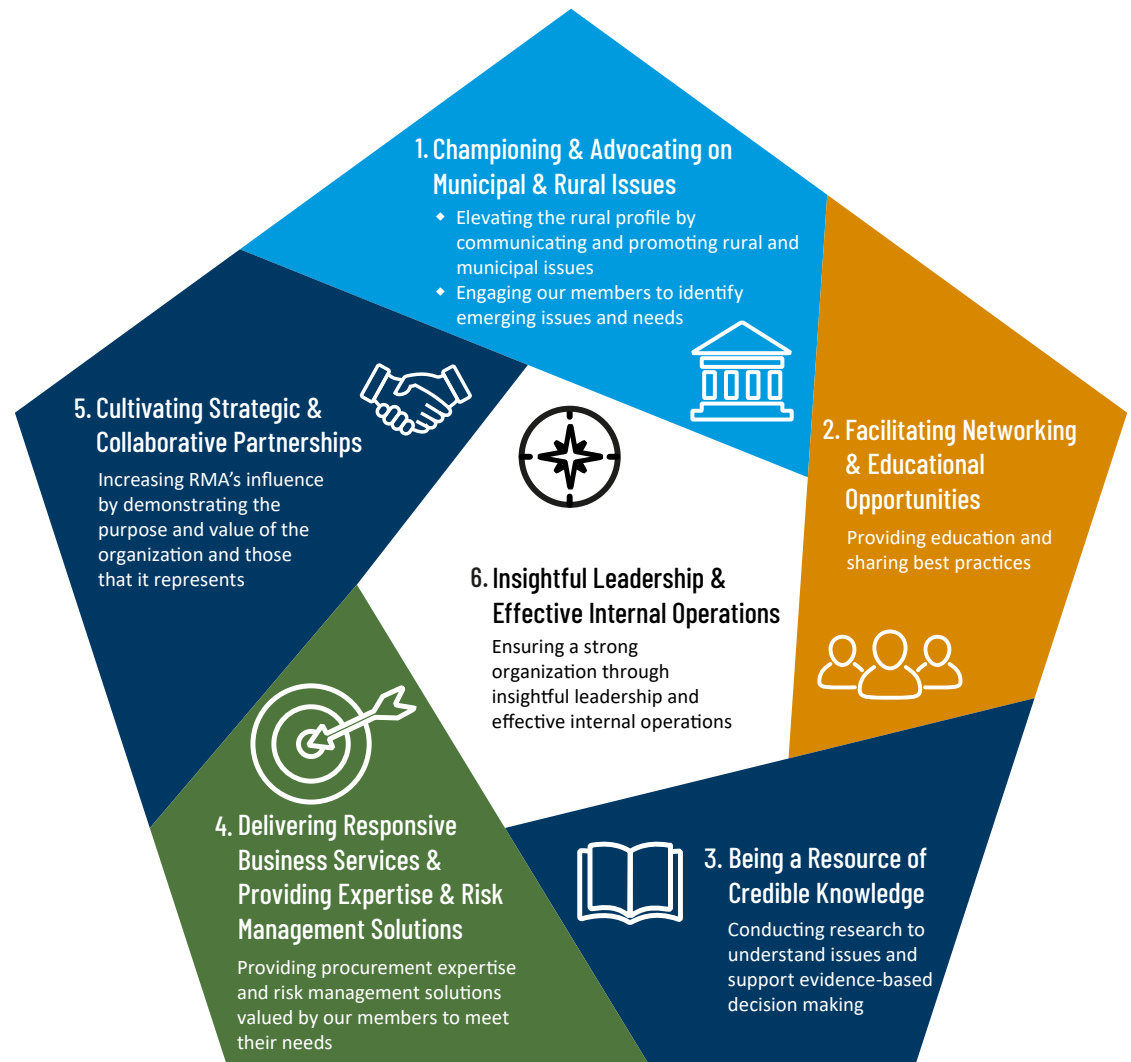 1. Championing & Advocating on
Municipal & Rural Issues
◆ Elevating the rural profile by
communicating and promoting rural and
municipal issues
◆ Engaging our members to identify
emerging issues and needs
2. Facilitating Networking
& Educational
Opportunities
Providing education and
sharing best practices
3. Being a Resource of
Credible Knowledge
Conducting research to
understand issues and
support evidence-based
decision making
4. Delivering Responsive
Business Services &
Providing Expertise & Risk
Management Solutions
Providing procurement expertise
and risk management solutions
valued by our members to meet
their needs
5. Cultivating Strategic &
Collaborative Partnerships
Increasing RMA’s influence
by demonstrating the
purpose and value of the
organization and those
that it represents
6. Insightful Leadership &
Effective Internal Operations
Ensuring a strong
organization through
insightful leadership and
effective internal operations